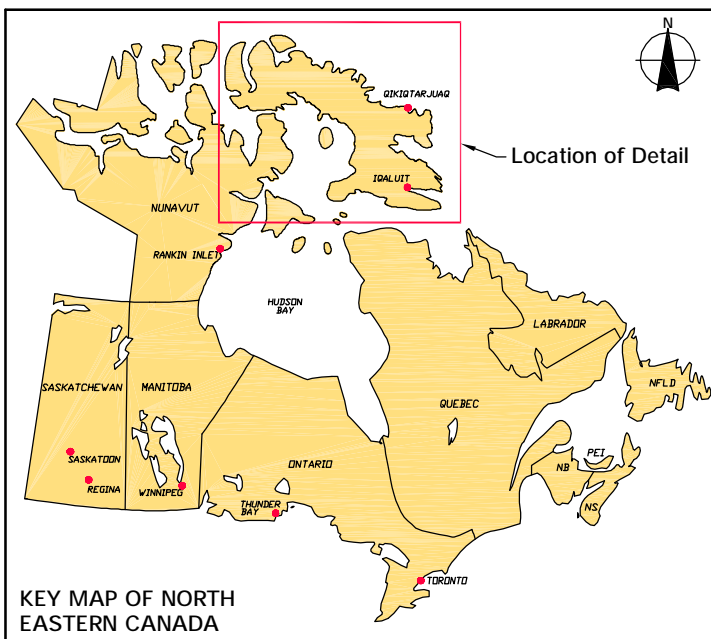 N
QIKIQTARJUAQ
Location of Detail
IQALUIT
NUNAVUT
RANKIN INLET
HUDSON
BAY
LABRADOR
SASKATCHEWAN
MANITOBA
NFLD
QUEBEC
PEI
SASKATOON
ONTARIO
NB
REGINA
WINNIPEG
THUNDER
BAY
NS
TORONTO
KEY MAP OF NORTH
EASTERN CANADA